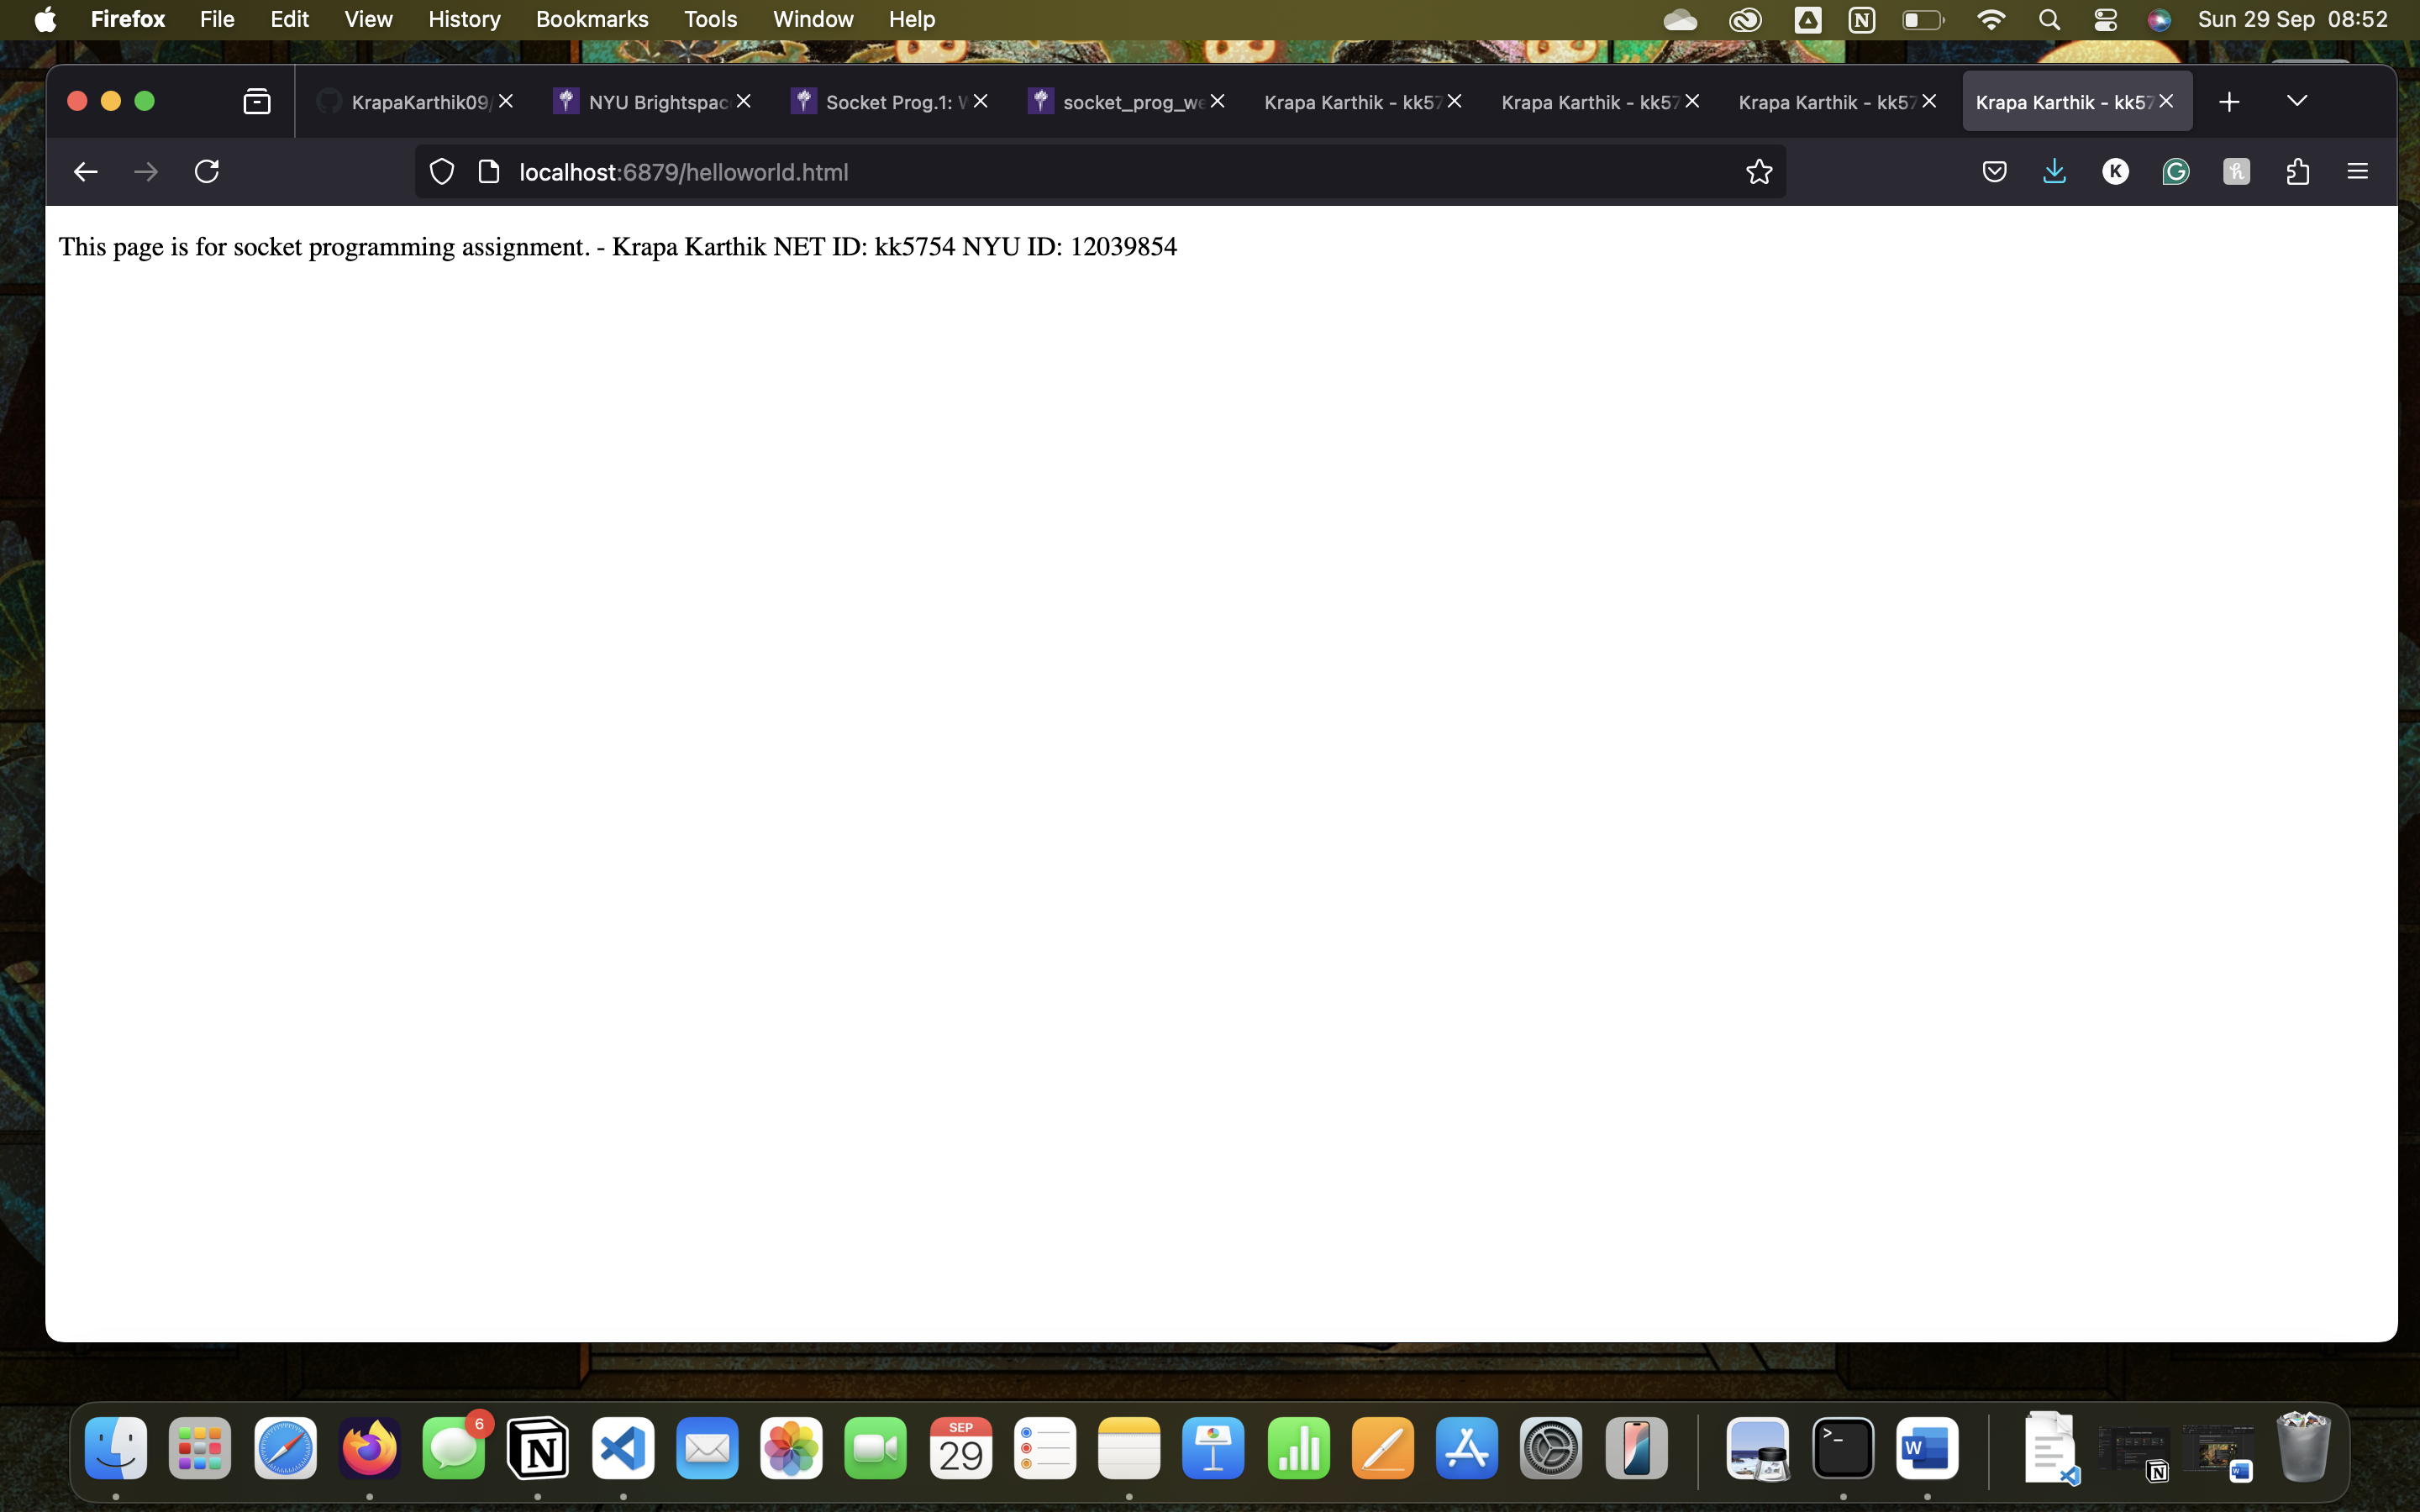 Firefox File Edit View History Bookmarks Tools Window Help Sun 29 Sep 08:52
KrapaKarthik09/ NYU Brightspac Socket Prog.1: W socket_prog_we Krapa Karthik - kk57 Krapa Karthik - kk57 Krapa Karthik - kk57 Krapa Karthik - kk57
localhost:6879/helloworld.html
This page is for socket programming assignment. - Krapa Karthik NET ID: kk5754 NYU ID: 12039854
6
SEP
29